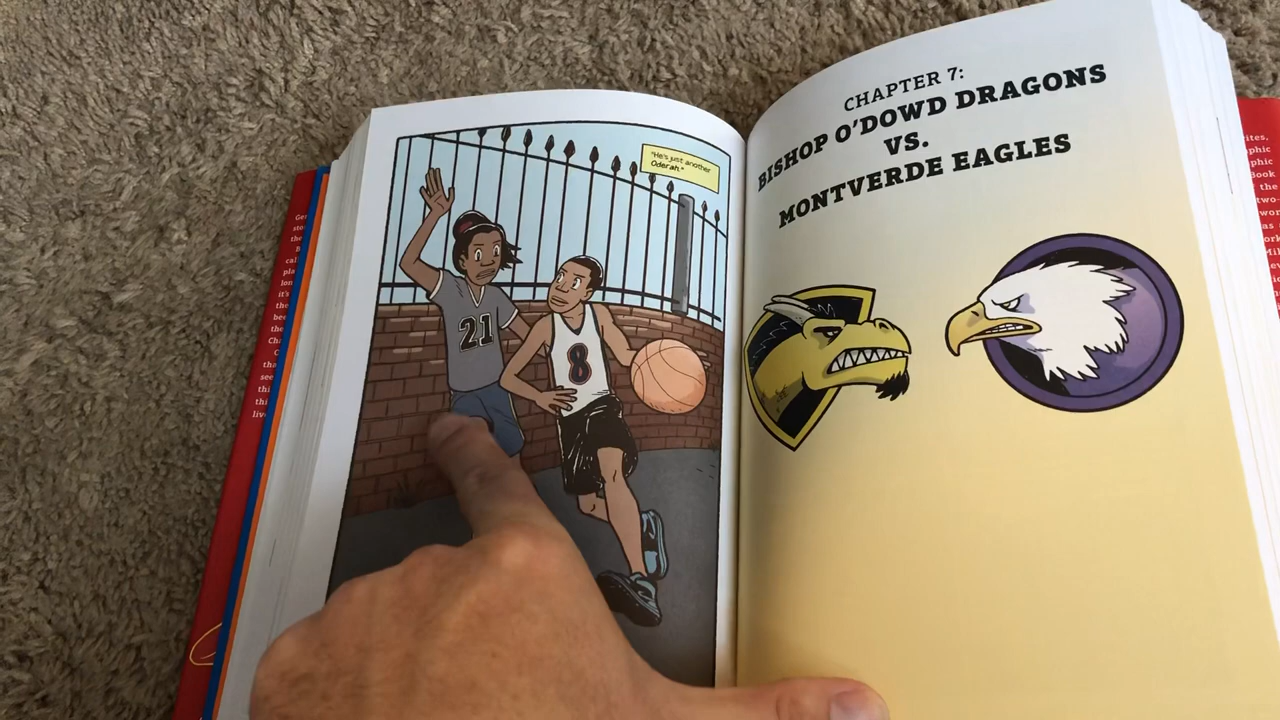 "He's just another
Oderah."
21
8
CHAPTER 7:
BISHOP O'DOWD DRAGONS
VS.
MONTVERDE EAGLES